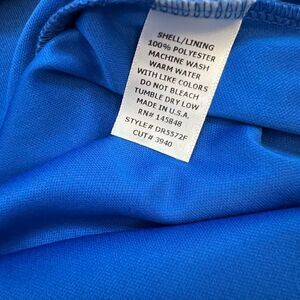 SHELL/LINING
100% POLYESTER
MACHINE WASH
WARM WATER
WITH LIKE COLORS
DO NOT BLEACH
TUMBLE DRY LOW
MADE IN U.S.A.
RN# 145848
STYLE# DR5572F
CUT# 3940